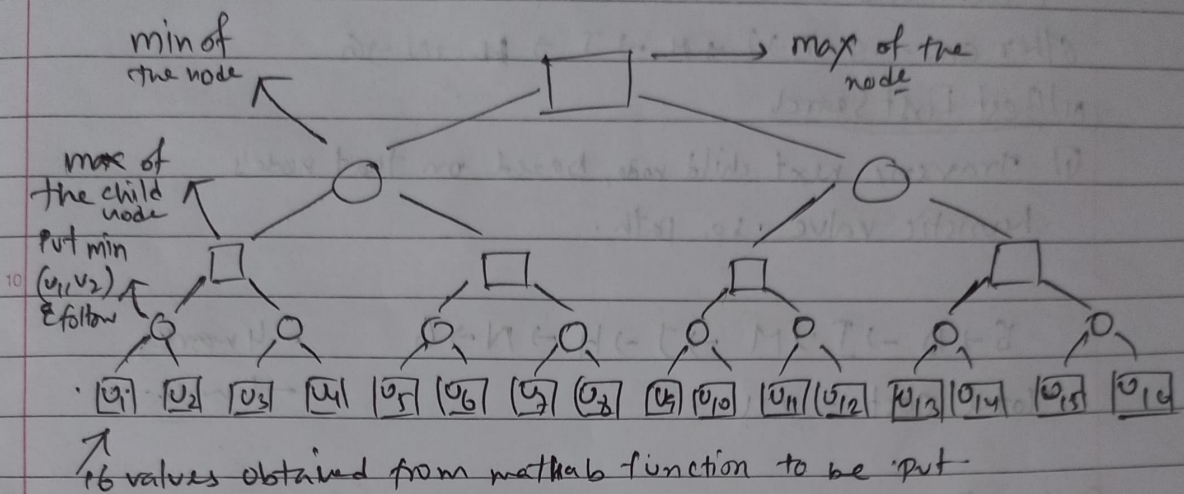 min of
the node
max of the
node
max of
the child
node
Put min
(v1, v2)
& follow
10
v1 v2 v3 v4 v5 v6 v7 v8 v9 v10 v11 v12 v13 v14 v15 v16
16 values obtained from mathab function to be put